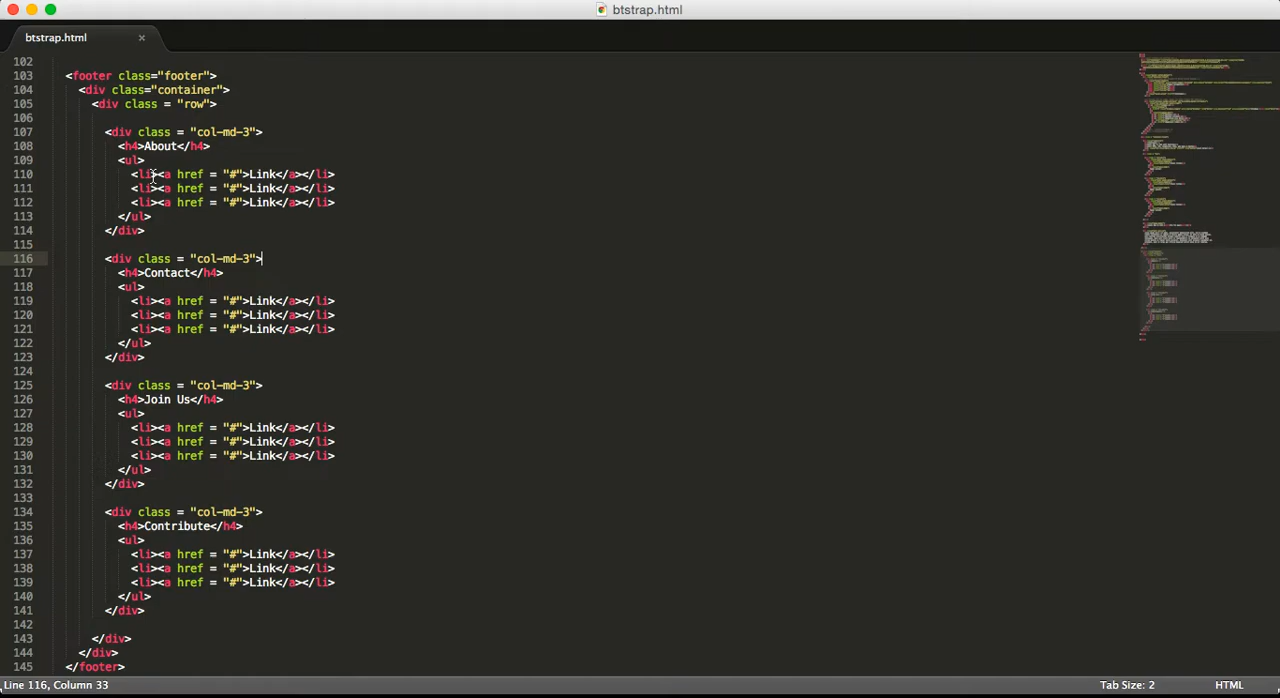 btstrap.html
btstrap.html ×
102
103 <footer class="footer">
104 <div class="container">
105 <div class = "row">
106
107 <div class = "col-md-3">
108 <h4>About</h4>
109 <ul>
110 <li><a href = "#">Link</a></li>
111 <li><a href = "#">Link</a></li>
112 <li><a href = "#">Link</a></li>
113 </ul>
114 </div>
115
116 <div class = "col-md-3">
117 <h4>Contact</h4>
118 <ul>
119 <li><a href = "#">Link</a></li>
120 <li><a href = "#">Link</a></li>
121 <li><a href = "#">Link</a></li>
122 </ul>
123 </div>
124
125 <div class = "col-md-3">
126 <h4>Join Us</h4>
127 <ul>
128 <li><a href = "#">Link</a></li>
129 <li><a href = "#">Link</a></li>
130 <li><a href = "#">Link</a></li>
131 </ul>
132 </div>
133
134 <div class = "col-md-3">
135 <h4>Contribute</h4>
136 <ul>
137 <li><a href = "#">Link</a></li>
138 <li><a href = "#">Link</a></li>
139 <li><a href = "#">Link</a></li>
140 </ul>
141 </div>
142
143 </div>
144 </div>
145 </footer>
Line 116, Column 33 Tab Size: 2 HTML